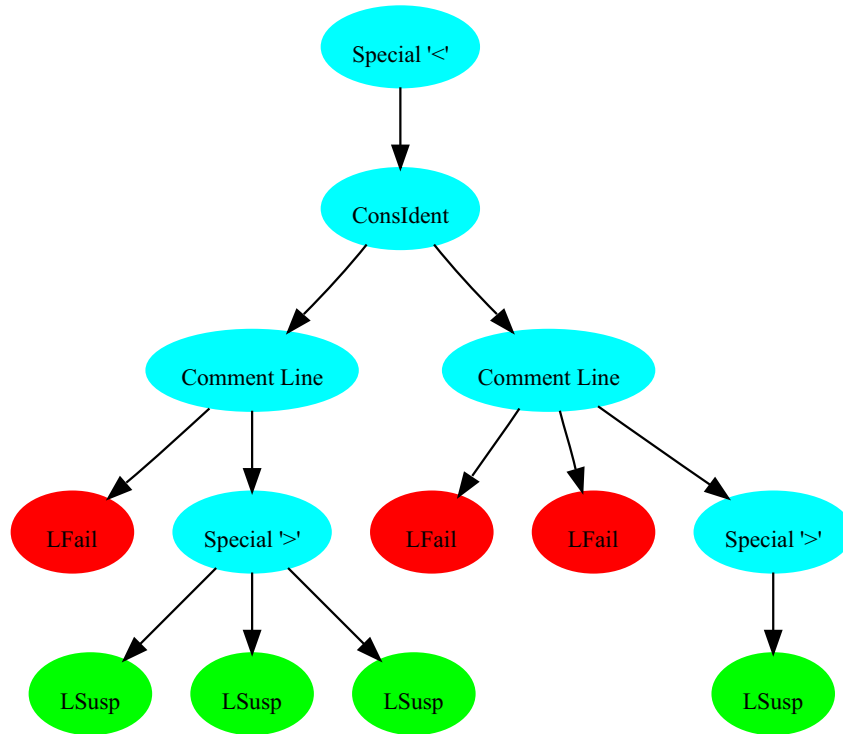 Special '<'
ConsIdent
Comment Line
Comment Line
LFail
Special '>'
LFail
LFail
Special '>'
LSusp
LSusp
LSusp
LSusp